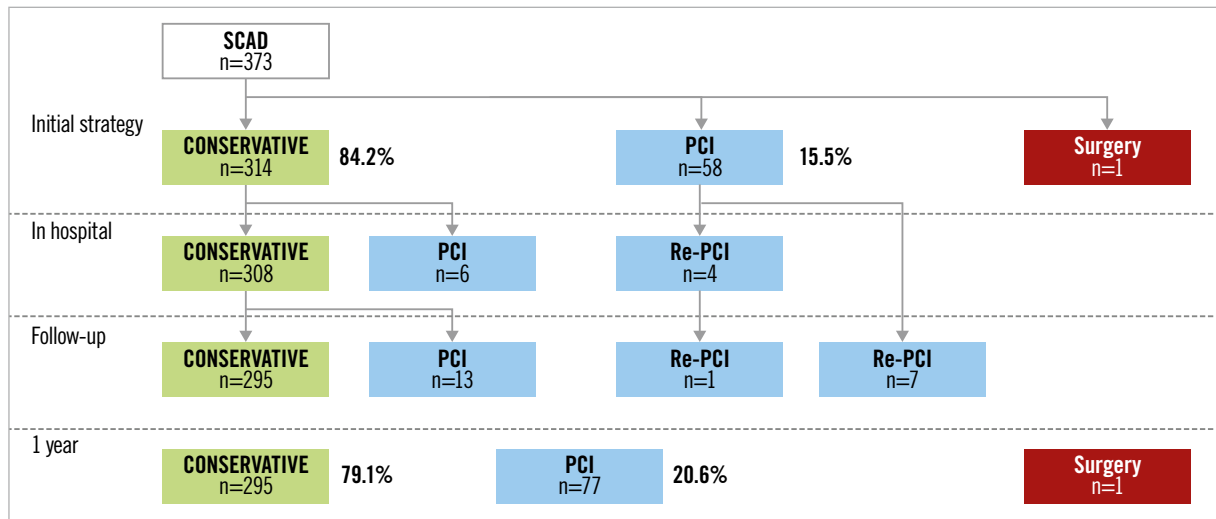 SCAD
n=373
Initial strategy
CONSERVATIVE
n=314
84.2%
PCI
n=58
15.5%
Surgery
n=1
In hospital
CONSERVATIVE
n=308
PCI
n=6
Re-PCI
n=4
Follow-up
CONSERVATIVE
n=295
PCI
n=13
Re-PCI
n=1
Re-PCI
n=7
1 year
CONSERVATIVE
n=295
79.1%
PCI
n=77
20.6%
Surgery
n=1